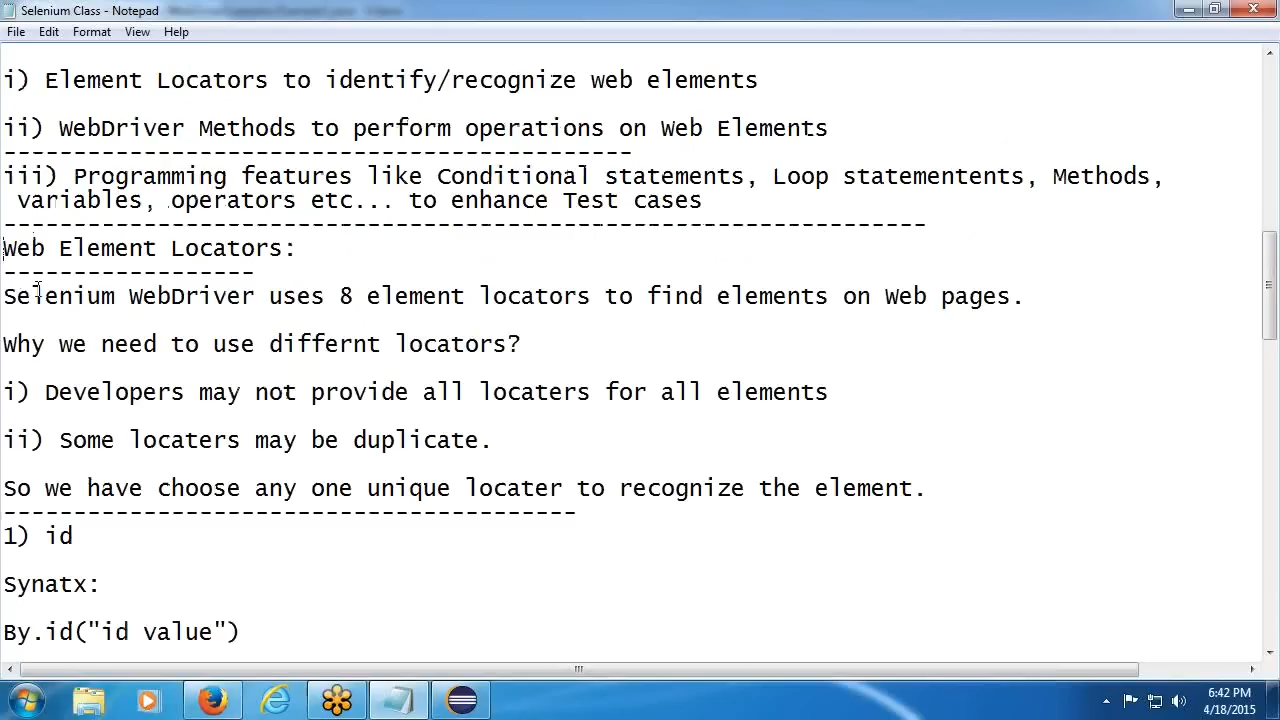 Selenium Class - Notepad
File Edit Format View Help
i) Element Locators to identify/recognize web elements
ii) WebDriver Methods to perform operations on Web Elements
---------------------------------------------
iii) Programming features like Conditional statements, Loop statementents, Methods,
variables, operators etc... to enhance Test cases
------------------------------------------------------------------
Web Element Locators:
------------------
Selenium WebDriver uses 8 element locators to find elements on Web pages.
Why we need to use differnt locators?
i) Developers may not provide all locaters for all elements
ii) Some locaters may be duplicate.
So we have choose any one unique locater to recognize the element.
-----------------------------------------
1) id
Synatx:
By.id("id value")
6:42 PM
4/18/2015